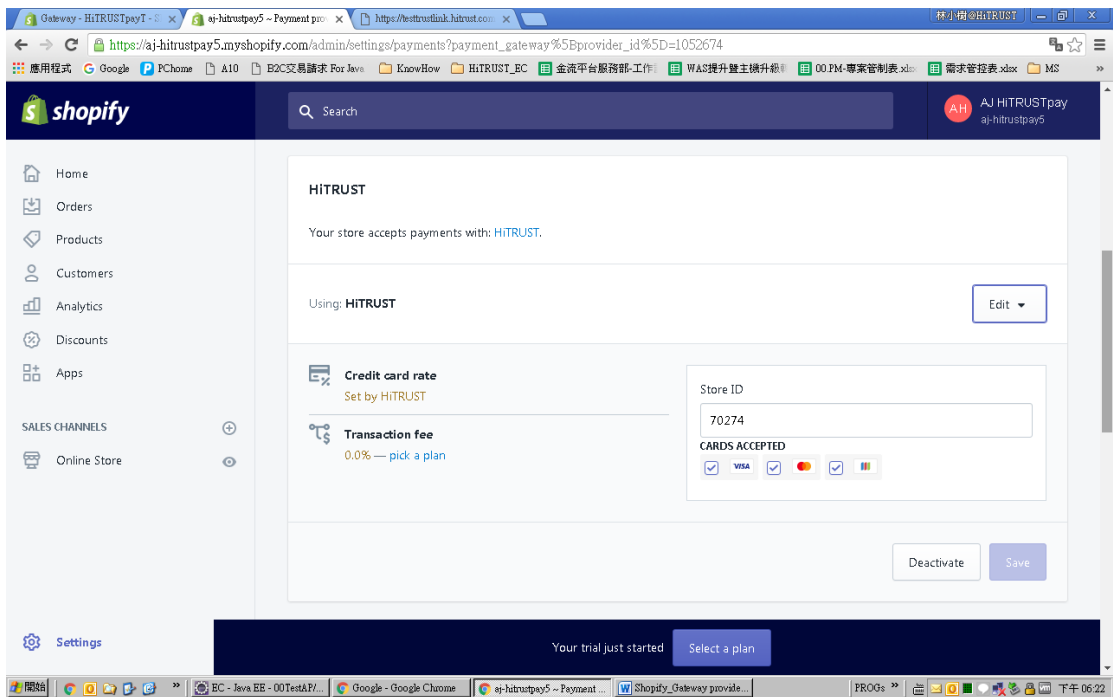 Gateway - HiTRUSTpayT - S
aj-hitrustpay5 ~ Payment prov
https://testtrustlink.hitrust.com
林小樹@HiTRUST
https://aj-hitrustpay5.myshopify.com/admin/settings/payments?payment_gateway%5Bprovider_id%5D=1052674
應用程式 Google PChome A10 B2C交易請求 For Java KnowHow HiTRUST_EC 金流平台服務部-工作 WAS提升暨主機升級 00.PM-專案管制表.xlsx 需求管控表.xlsx MS »
shopify
Search
AH
AJ HiTRUSTpay
aj-hitrustpay5
Home
Orders
Products
Customers
Analytics
Discounts
Apps
SALES CHANNELS
Online Store
Settings
HiTRUST
Your store accepts payments with: HiTRUST.
Using: HiTRUST
Edit
Credit card rate
Set by HiTRUST
Transaction fee
0.0% — pick a plan
Store ID
70274
CARDS ACCEPTED
VISA
Deactivate
Save
Your trial just started
Select a plan
開始 » EC - Java EE - 00TestAP/... Google - Google Chrome aj-hitrustpay5 ~ Payment ... Shopify_Gateway provide... PROGs » 下午 06:22